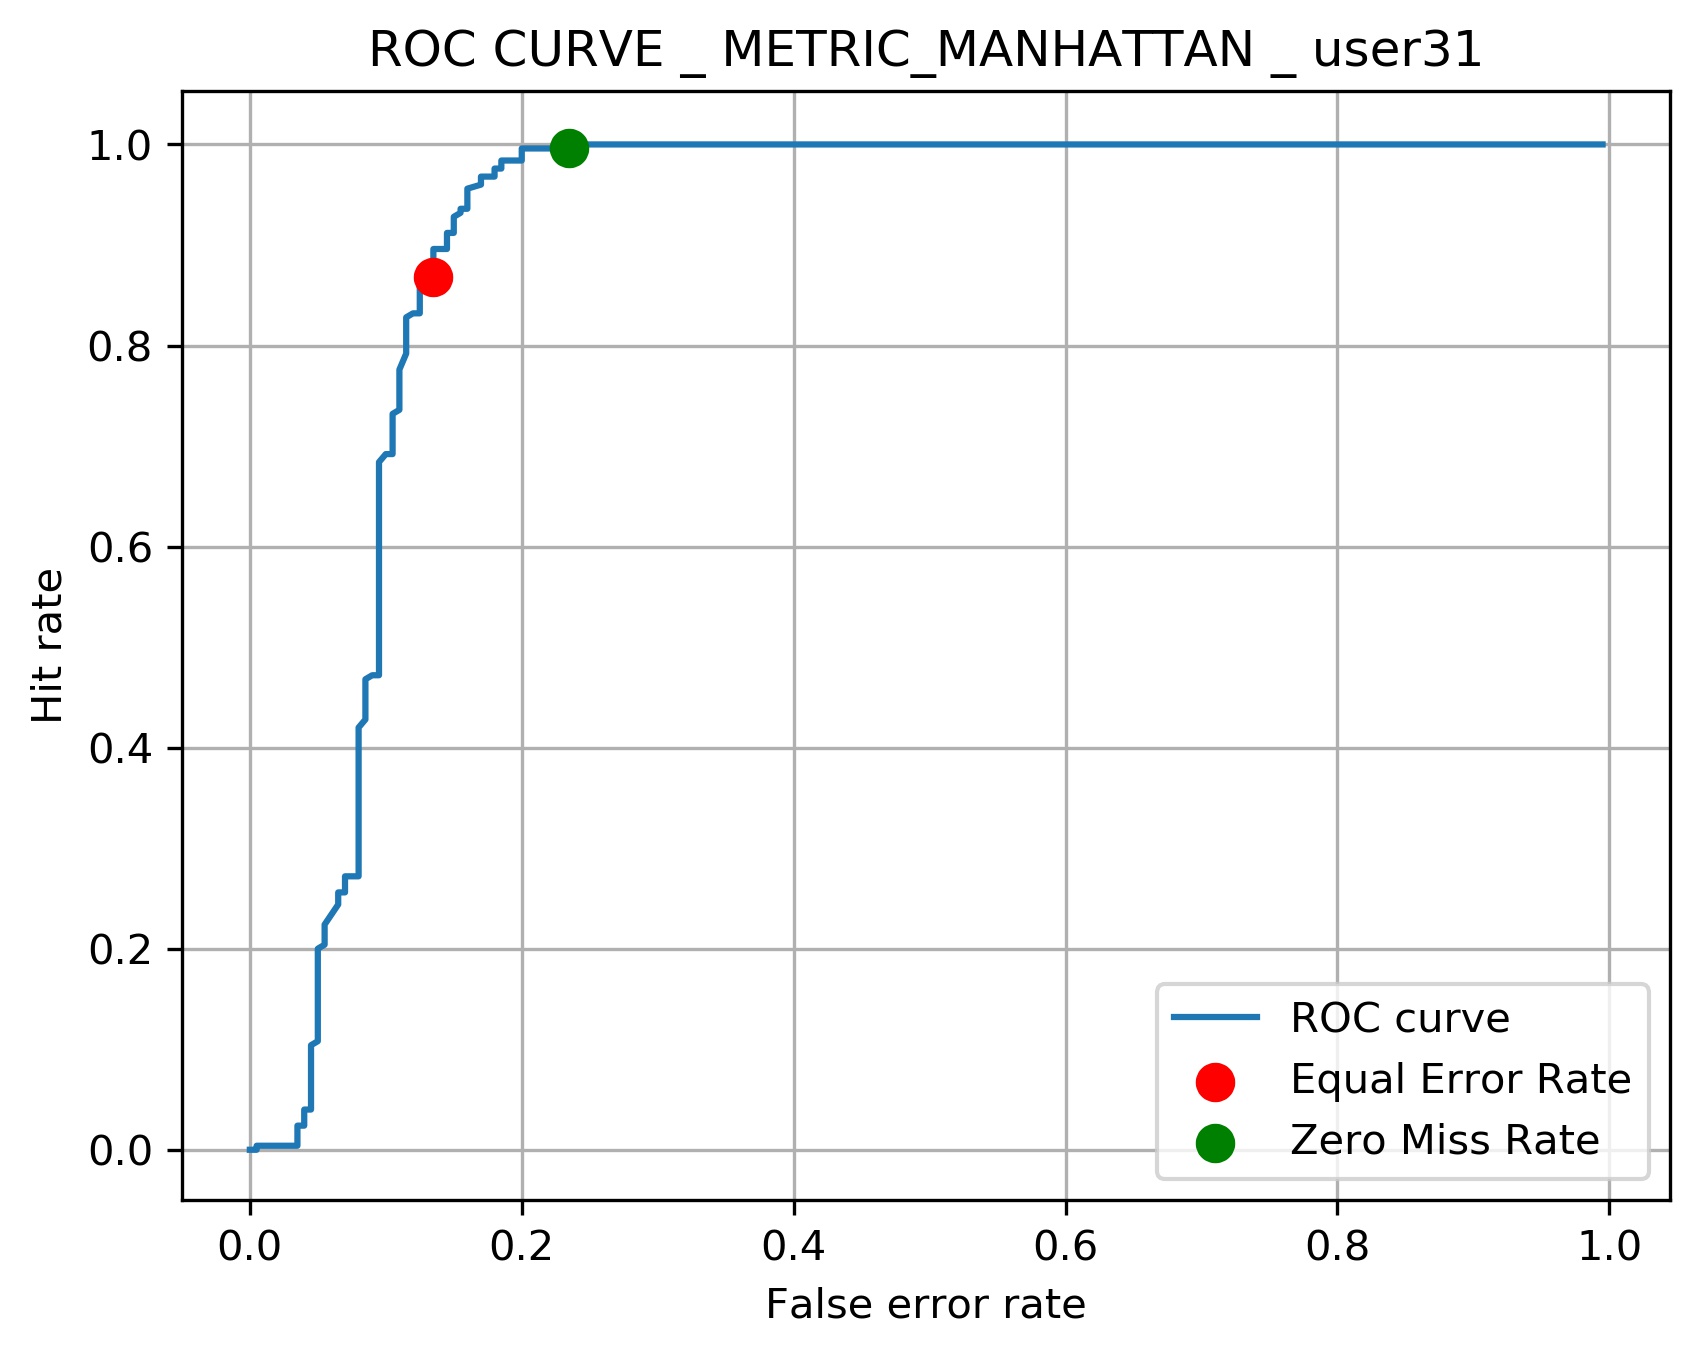 ROC CURVE _ METRIC_MANHATTAN _ user31
1.0
0.8
0.6
0.4
0.2
0.0
Hit rate
ROC curve
Equal Error Rate
Zero Miss Rate
0.0 0.2 0.4 0.6 0.8 1.0
False error rate